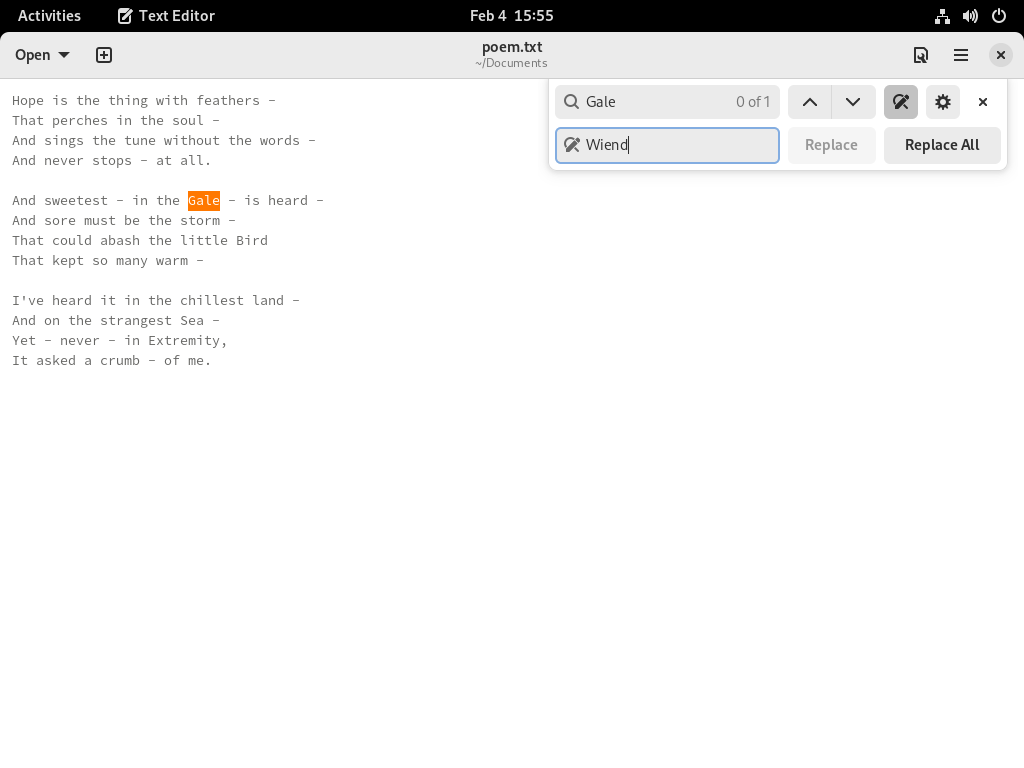 Activities Text Editor Feb 4 15:55
Open poem.txt
~/Documents
Gale 0 of 1
Wiend Replace Replace All
Hope is the thing with feathers –
That perches in the soul –
And sings the tune without the words –
And never stops – at all.
And sweetest – in the Gale – is heard –
And sore must be the storm –
That could abash the little Bird
That kept so many warm –
I've heard it in the chillest land –
And on the strangest Sea –
Yet – never – in Extremity,
It asked a crumb – of me.